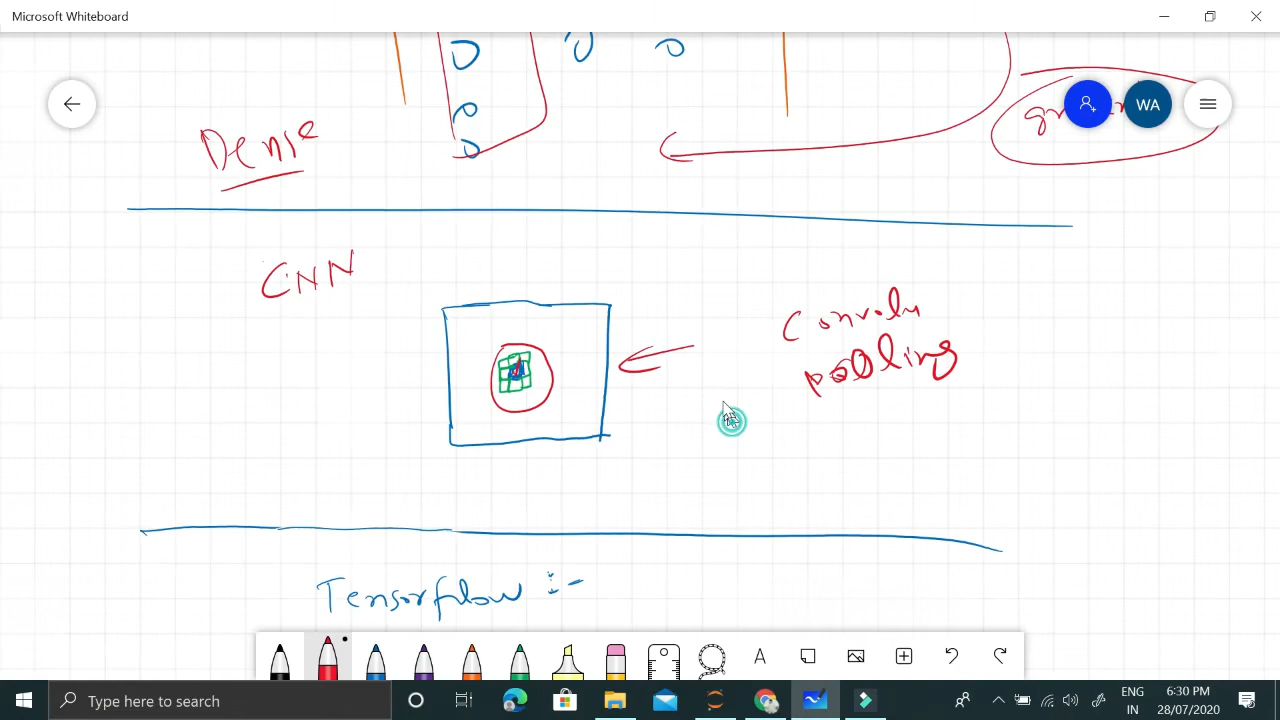 Microsoft Whiteboard
WA
Dense
CNN
Convolu
pooling
Tensorflow :-
A
Type here to search
ENG
IN
6:30 PM
28/07/2020